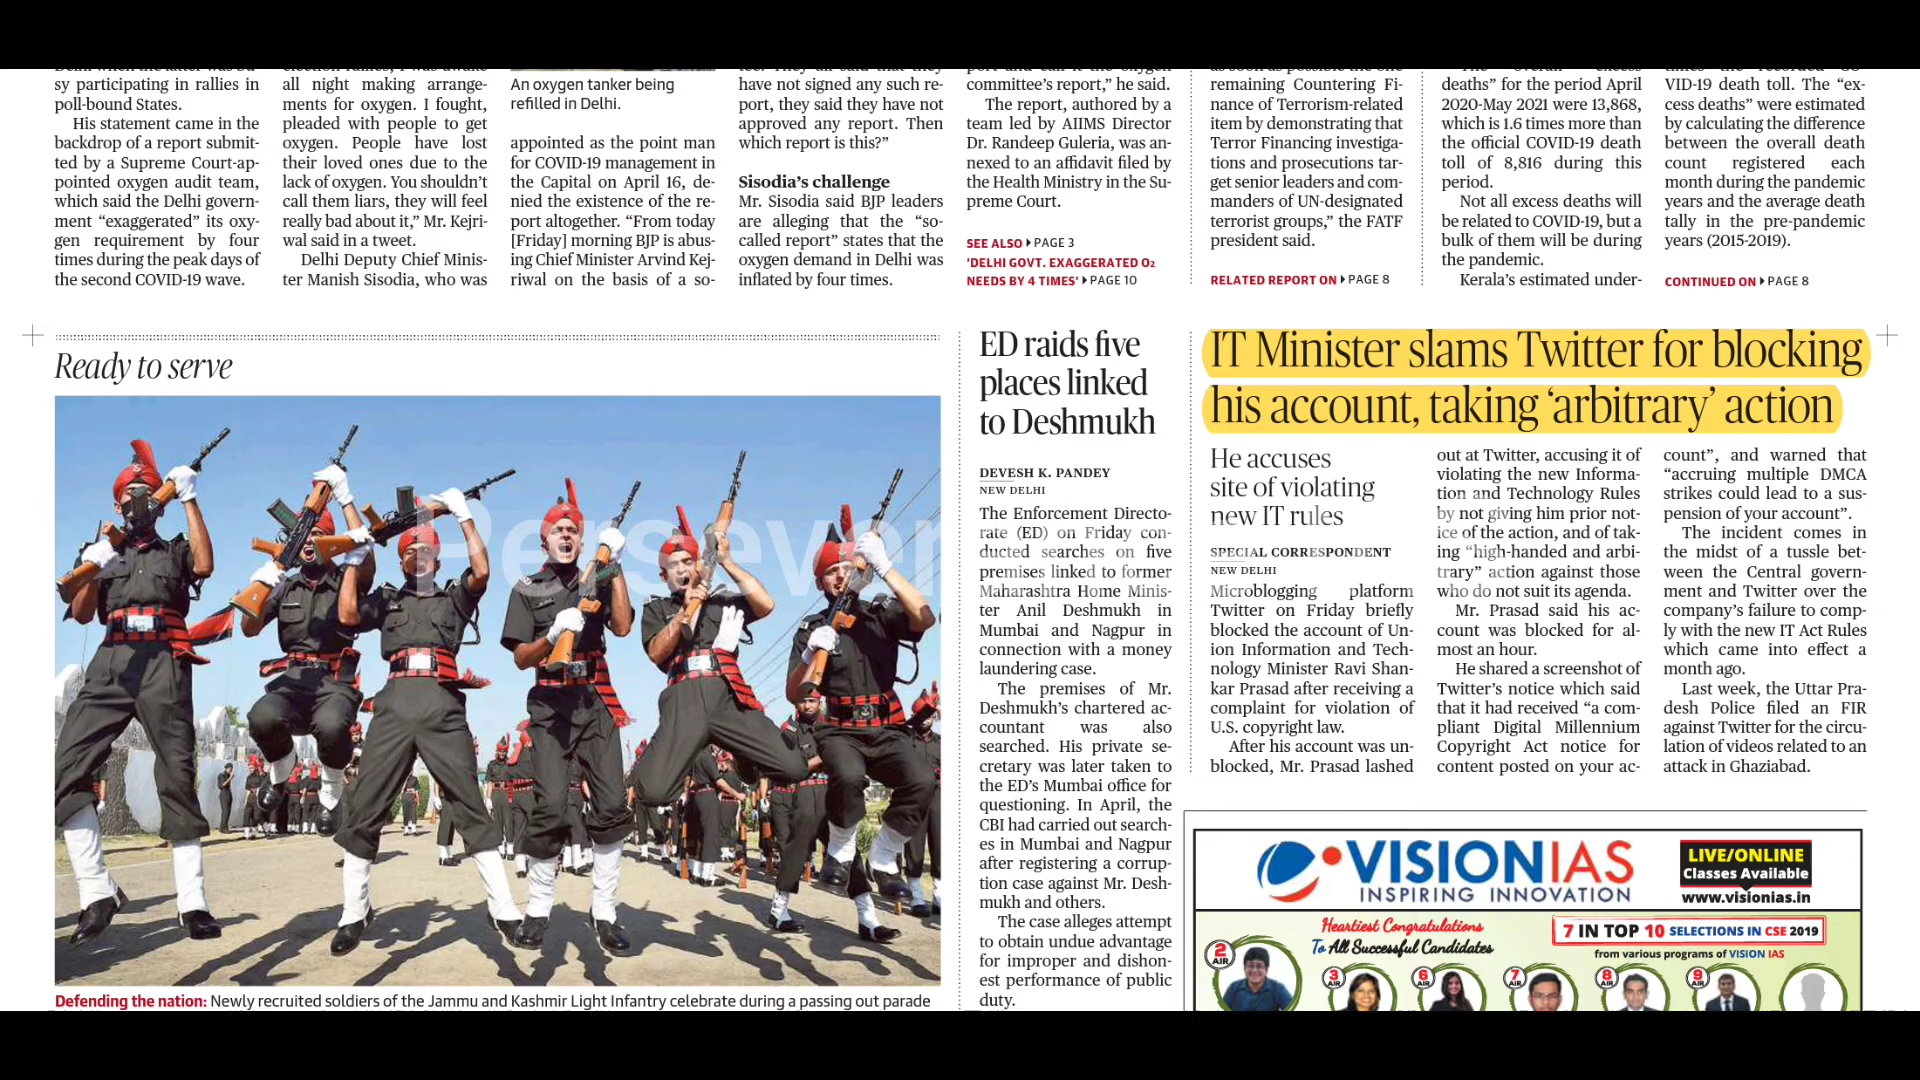 sy participating in rallies in
poll-bound States.
His statement came in the
backdrop of a report submit-
ted by a Supreme Court-ap-
pointed oxygen audit team,
which said the Delhi govern-
ment “exaggerated” its oxy-
gen requirement by four
times during the peak days of
the second COVID-19 wave.
all night making arrange-
ments for oxygen. I fought,
pleaded with people to get
oxygen. People have lost
their loved ones due to the
lack of oxygen. You shouldn’t
call them liars, they will feel
really bad about it,” Mr. Kejri-
wal said in a tweet.
Delhi Deputy Chief Minis-
ter Manish Sisodia, who was
An oxygen tanker being
refilled in Delhi.
appointed as the point man
for COVID-19 management in
the Capital on April 16, de-
nied the existence of the re-
port altogether. “From today
[Friday] morning BJP is abus-
ing Chief Minister Arvind Kej-
riwal on the basis of a so-
have not signed any such re-
port, they said they have not
approved any report. Then
which report is this?”
Sisodia’s challenge
Mr. Sisodia said BJP leaders
are alleging that the “so-
called report” states that the
oxygen demand in Delhi was
inflated by four times.
committee’s report,” he said.
The report, authored by a
team led by AIIMS Director
Dr. Randeep Guleria, was an-
nexed to an affidavit filed by
the Health Ministry in the Su-
preme Court.
SEE ALSO PAGE 3
‘DELHI GOVT. EXAGGERATED O2
NEEDS BY 4 TIMES’ PAGE 10
remaining Countering Fi-
nance of Terrorism-related
item by demonstrating that
Terror Financing investiga-
tions and prosecutions tar-
get senior leaders and com-
manders of UN-designated
terrorist groups,” the FATF
president said.
RELATED REPORT ON PAGE 8
deaths” for the period April
2020-May 2021 were 13,868,
which is 1.6 times more than
the official COVID-19 death
toll of 8,816 during this
period.
Not all excess deaths will
be related to COVID-19, but a
bulk of them will be during
the pandemic.
Kerala’s estimated under-
VID-19 death toll. The “ex-
cess deaths” were estimated
by calculating the difference
between the overall death
count registered each
month during the pandemic
years and the average death
tally in the pre-pandemic
years (2015-2019).
CONTINUED ON PAGE 8
Ready to serve
Persever
Defending the nation: Newly recruited soldiers of the Jammu and Kashmir Light Infantry celebrate during a passing out parade
ED raids five
places linked
to Deshmukh
DEVESH K. PANDEY
NEW DELHI
The Enforcement Directo-
rate (ED) on Friday con-
ducted searches on five
premises linked to former
Maharashtra Home Minis-
ter Anil Deshmukh in
Mumbai and Nagpur in
connection with a money
laundering case.
The premises of Mr.
Deshmukh’s chartered ac-
countant was also
searched. His private se-
cretary was later taken to
the ED’s Mumbai office for
questioning. In April, the
CBI had carried out search-
es in Mumbai and Nagpur
after registering a corrup-
tion case against Mr. Desh-
mukh and others.
The case alleges attempt
to obtain undue advantage
for improper and dishon-
est performance of public
duty.
IT Minister slams Twitter for blocking
his account, taking ‘arbitrary’ action
He accuses
site of violating
new IT rules
SPECIAL CORRESPONDENT
NEW DELHI
Microblogging platform
Twitter on Friday briefly
blocked the account of Un-
ion Information and Tech-
nology Minister Ravi Shan-
kar Prasad after receiving a
complaint for violation of
U.S. copyright law.
After his account was un-
blocked, Mr. Prasad lashed
out at Twitter, accusing it of
violating the new Informa-
tion and Technology Rules
by not giving him prior not-
ice of the action, and of tak-
ing “high-handed and arbi-
trary” action against those
who do not suit its agenda.
Mr. Prasad said his ac-
count was blocked for al-
most an hour.
He shared a screenshot of
Twitter’s notice which said
that it had received “a com-
pliant Digital Millennium
Copyright Act notice for
content posted on your ac-
count”, and warned that
“accruing multiple DMCA
strikes could lead to a sus-
pension of your account”.
The incident comes in
the midst of a tussle bet-
ween the Central govern-
ment and Twitter over the
company’s failure to comp-
ly with the new IT Act Rules
which came into effect a
month ago.
Last week, the Uttar Pra-
desh Police filed an FIR
against Twitter for the circu-
lation of videos related to an
attack in Ghaziabad.
VISIONIAS
INSPIRING INNOVATION
LIVE/ONLINE
Classes Available
www.visionias.in
Heartiest Congratulations
To All Successful Candidates
7 IN TOP 10 SELECTIONS IN CSE 2019
from various programs of VISION IAS
2 AIR
3 AIR
6 AIR
7 AIR
8 AIR
9 AIR